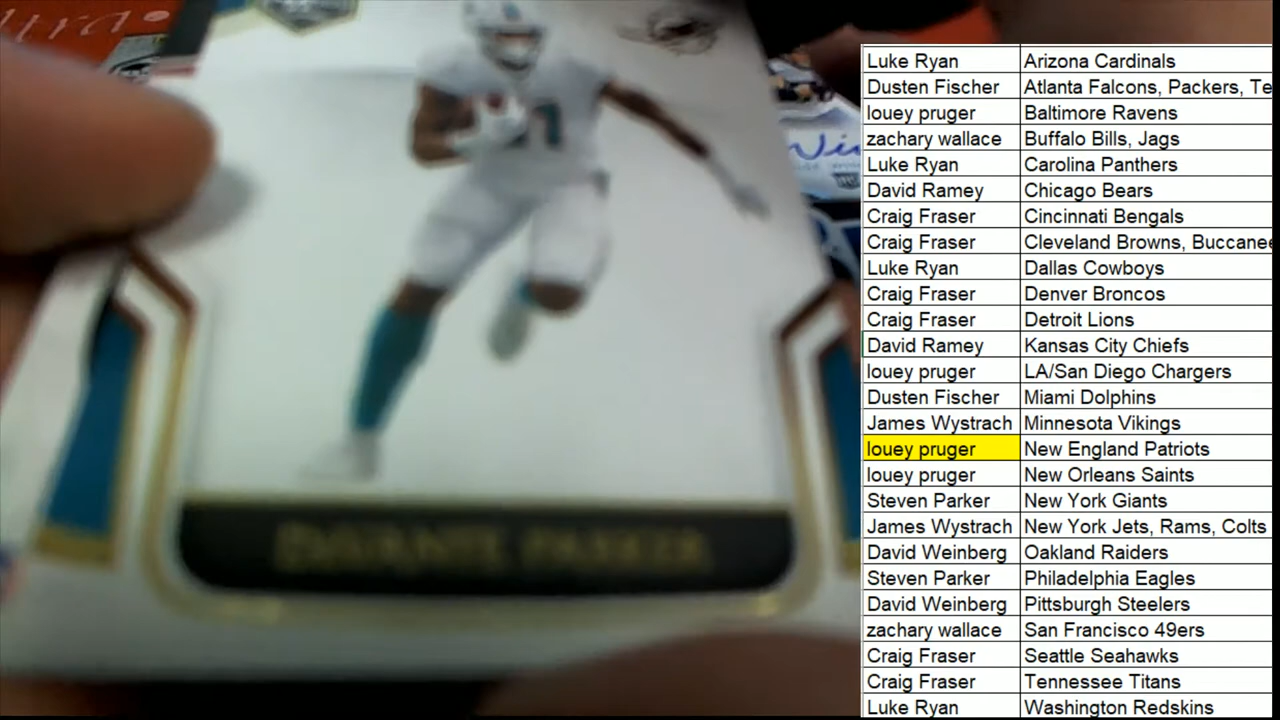 Luke Ryan Arizona Cardinals
Dusten Fischer Atlanta Falcons, Packers, Te
louey pruger Baltimore Ravens
zachary wallace Buffalo Bills, Jags
Luke Ryan Carolina Panthers
David Ramey Chicago Bears
Craig Fraser Cincinnati Bengals
Craig Fraser Cleveland Browns, Buccanee
Luke Ryan Dallas Cowboys
Craig Fraser Denver Broncos
Craig Fraser Detroit Lions
David Ramey Kansas City Chiefs
louey pruger LA/San Diego Chargers
Dusten Fischer Miami Dolphins
James Wystrach Minnesota Vikings
louey pruger New England Patriots
louey pruger New Orleans Saints
Steven Parker New York Giants
James Wystrach New York Jets, Rams, Colts
David Weinberg Oakland Raiders
Steven Parker Philadelphia Eagles
David Weinberg Pittsburgh Steelers
zachary wallace San Francisco 49ers
Craig Fraser Seattle Seahawks
Craig Fraser Tennessee Titans
Luke Ryan Washington Redskins
DEVANTE PARKER